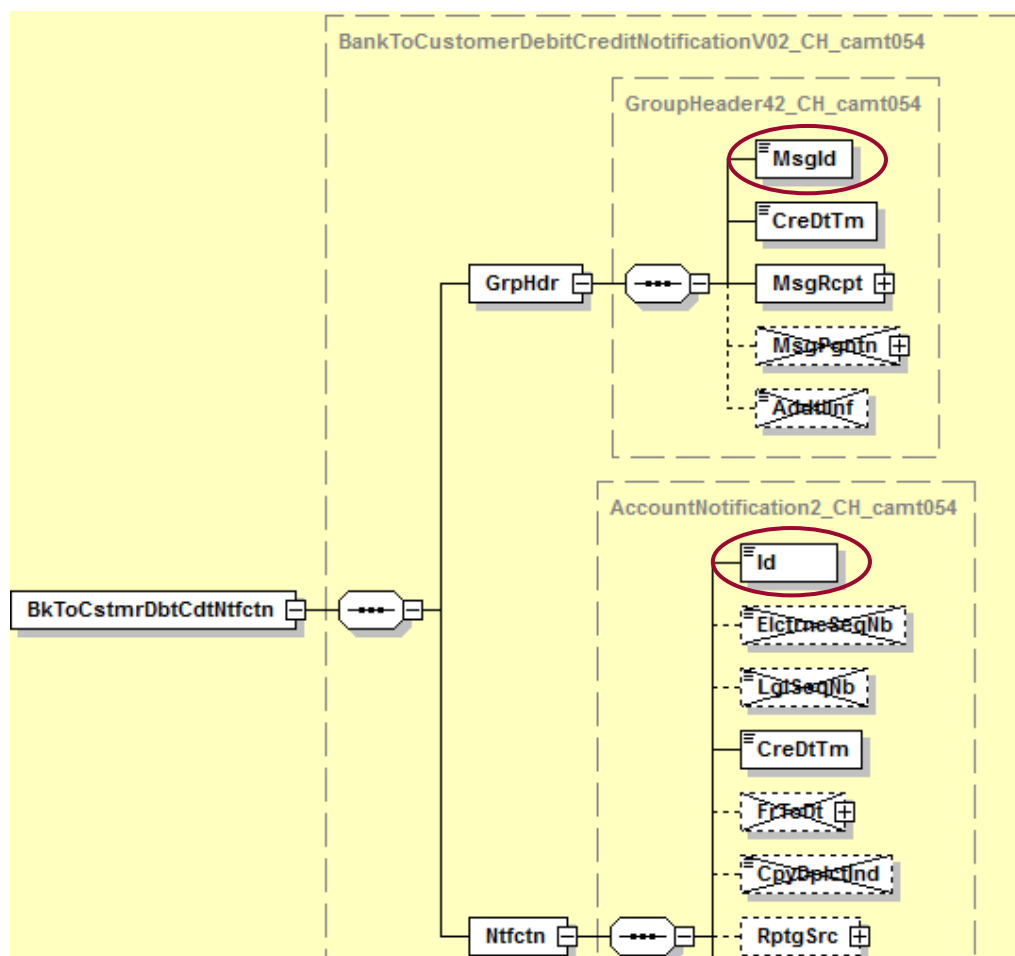 BankToCustomerDebitCreditNotificationV02_CH_camt054
GroupHeader42_CH_camt054
MsgId
CreDtTm
GrpHdr
MsgRcpt
MsgPgntn
AddtlInf
AccountNotification2_CH_camt054
Id
BkToCstmrDbtCdtNtfctn
ElctrncSeqNb
LglSeqNb
CreDtTm
FrToDt
CpyDplctInd
Ntfctn
RptgSrc